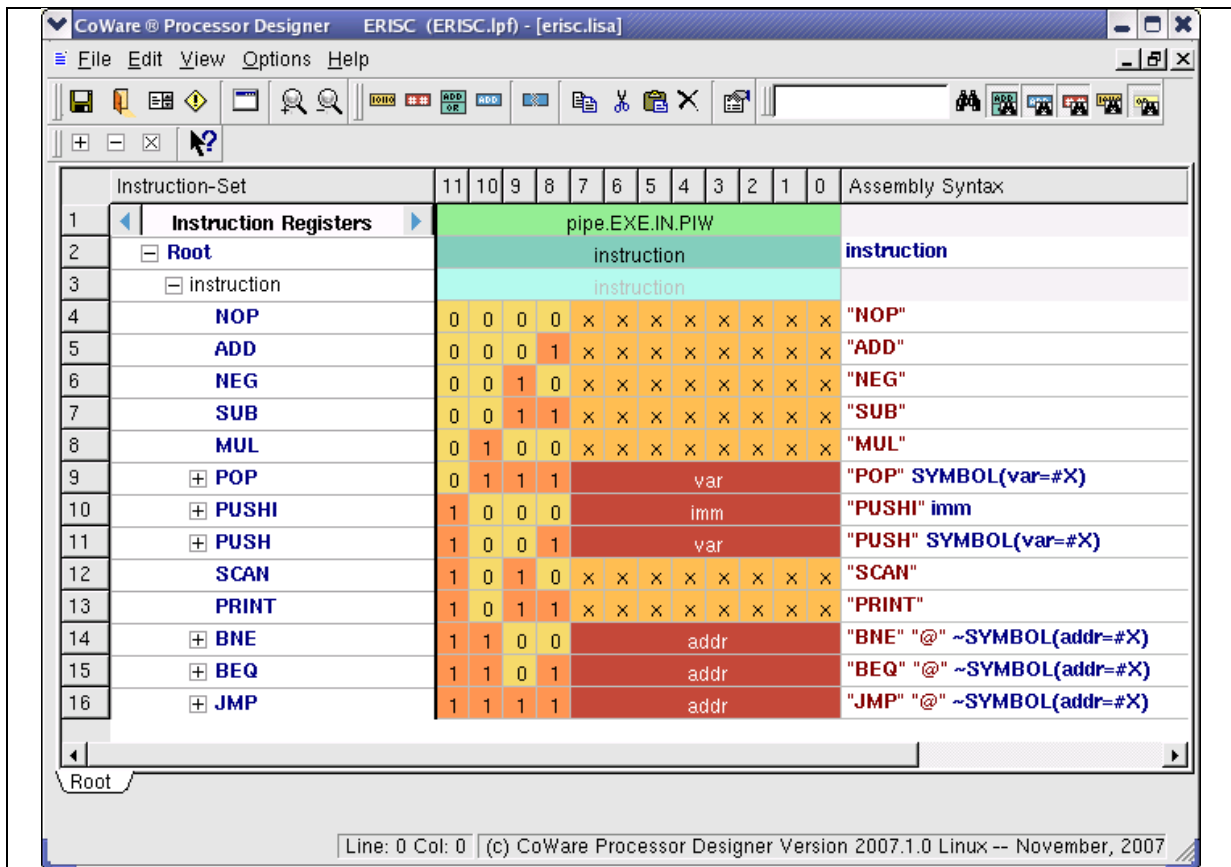 CoWare ® Processor Designer ERISC (ERISC.lpf) - [erisc.lisa]
File Edit View Options Help
Instruction-Set 11 10 9 8 7 6 5 4 3 2 1 0 Assembly Syntax
1 Instruction Registers pipe.EXE.IN.PIW
2 Root instruction instruction
3 instruction instruction
4 NOP 0 0 0 0 x x x x x x x x "NOP"
5 ADD 0 0 0 1 x x x x x x x x "ADD"
6 NEG 0 0 1 0 x x x x x x x x "NEG"
7 SUB 0 0 1 1 x x x x x x x x "SUB"
8 MUL 0 1 0 0 x x x x x x x x "MUL"
9 POP 0 1 1 1 var "POP" SYMBOL(var=#X)
10 PUSHI 1 0 0 0 imm "PUSHI" imm
11 PUSH 1 0 0 1 var "PUSH" SYMBOL(var=#X)
12 SCAN 1 0 1 0 x x x x x x x x "SCAN"
13 PRINT 1 0 1 1 x x x x x x x x "PRINT"
14 BNE 1 1 0 0 addr "BNE" "@" ~SYMBOL(addr=#X)
15 BEQ 1 1 0 1 addr "BEQ" "@" ~SYMBOL(addr=#X)
16 JMP 1 1 1 1 addr "JMP" "@" ~SYMBOL(addr=#X)
Root
Line: 0 Col: 0 (c) CoWare Processor Designer Version 2007.1.0 Linux -- November, 2007